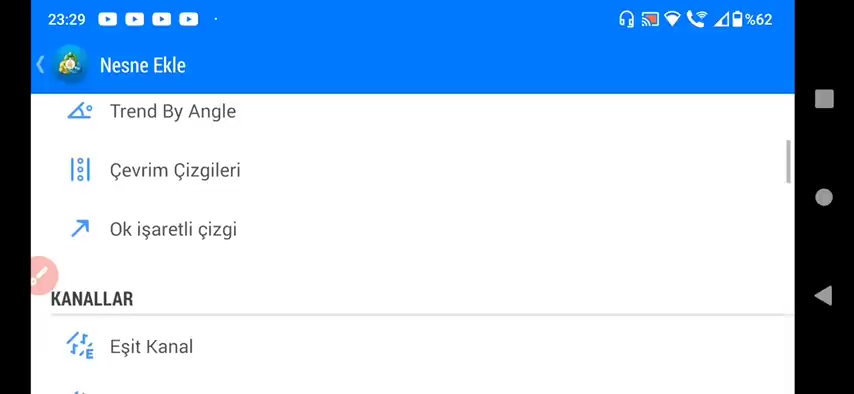 23:29 %62
Nesne Ekle
Trend By Angle
Çevrim Çizgileri
Ok işaretli çizgi
KANALLAR
E
Eşit Kanal